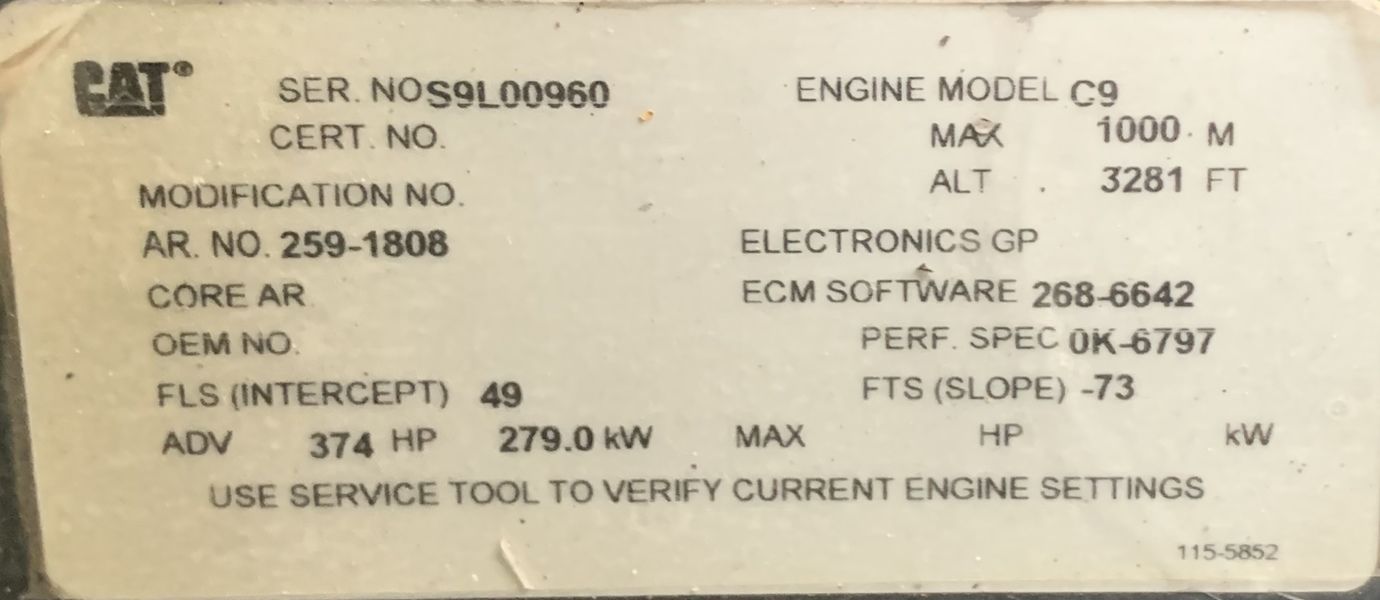 CAT® SER. NO S9L00960 ENGINE MODEL C9
CERT. NO. MAX 1000 M
ALT. 3281 FT
MODIFICATION NO.
AR. NO. 259-1808 ELECTRONICS GP
CORE AR ECM SOFTWARE 268-6642
OEM NO. PERF. SPEC 0K-6797
FLS (INTERCEPT) 49 FTS (SLOPE) -73
ADV 374 HP 279.0 kW MAX HP kW
USE SERVICE TOOL TO VERIFY CURRENT ENGINE SETTINGS
115-5852